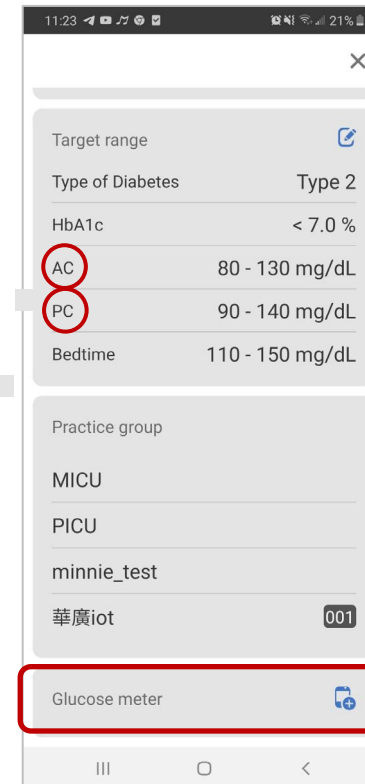 11:23 21%
Target range
Type of Diabetes Type 2
HbA1c < 7.0 %
AC 80 - 130 mg/dL
PC 90 - 140 mg/dL
Bedtime 110 - 150 mg/dL
Practice group
MICU
PICU
minnie_test
華廣iot 001
Glucose meter